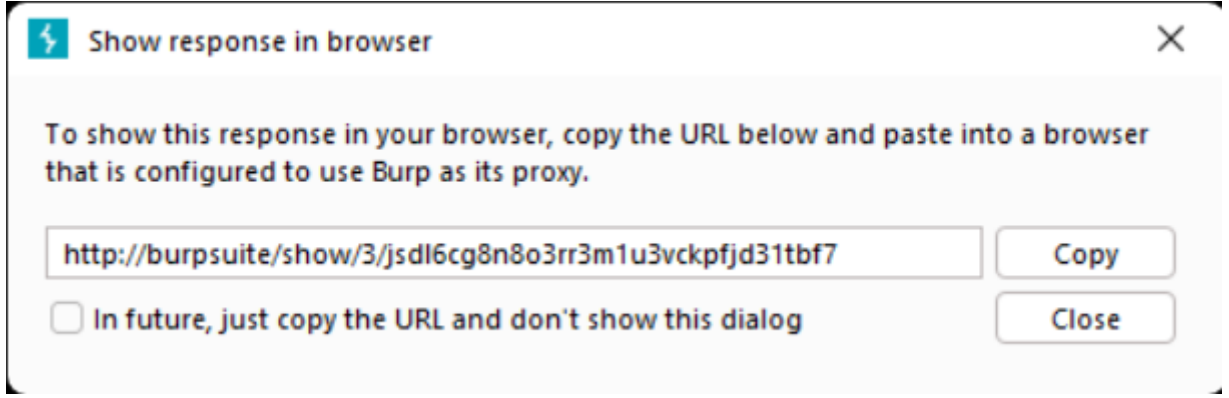 Show response in browser
To show this response in your browser, copy the URL below and paste into a browser
that is configured to use Burp as its proxy.
http://burpsuite/show/3/jsdl6cg8n8o3rr3m1u3vckpfjd31tbf7
Copy
In future, just copy the URL and don't show this dialog
Close